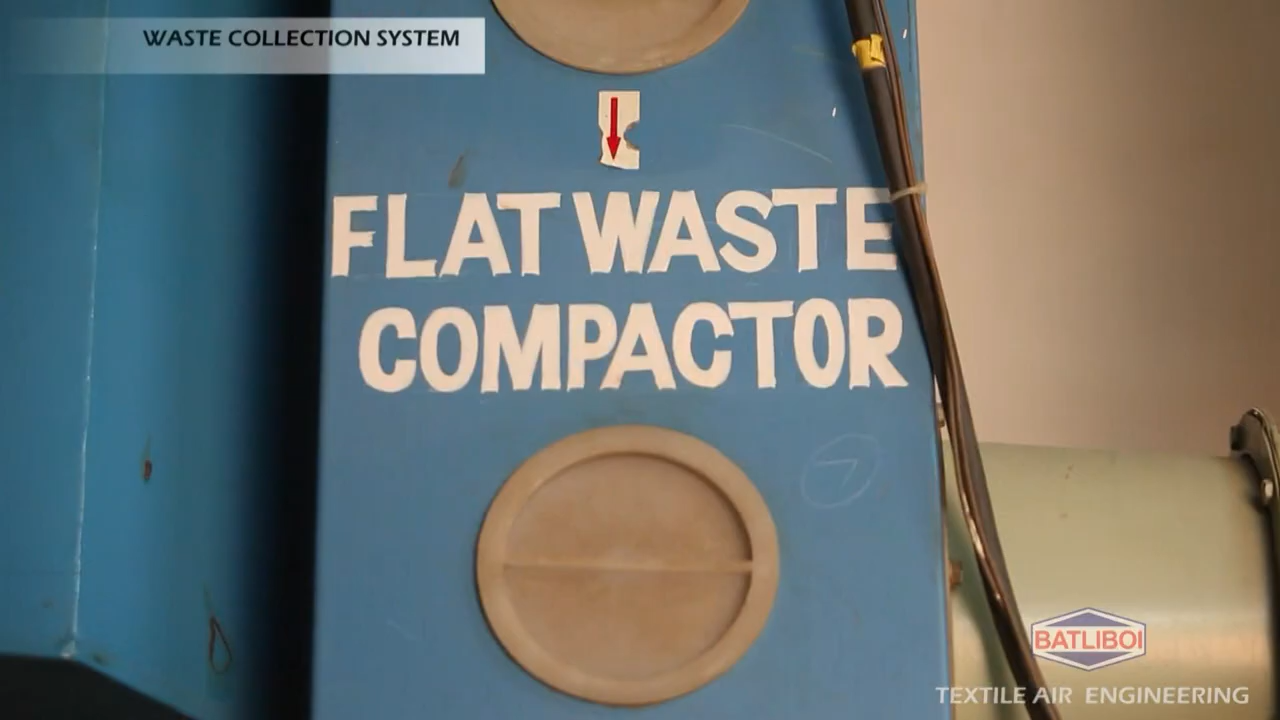 WASTE COLLECTION SYSTEM
FLAT WASTE
COMPACTOR
BATLIBOI
TEXTILE AIR ENGINEERING